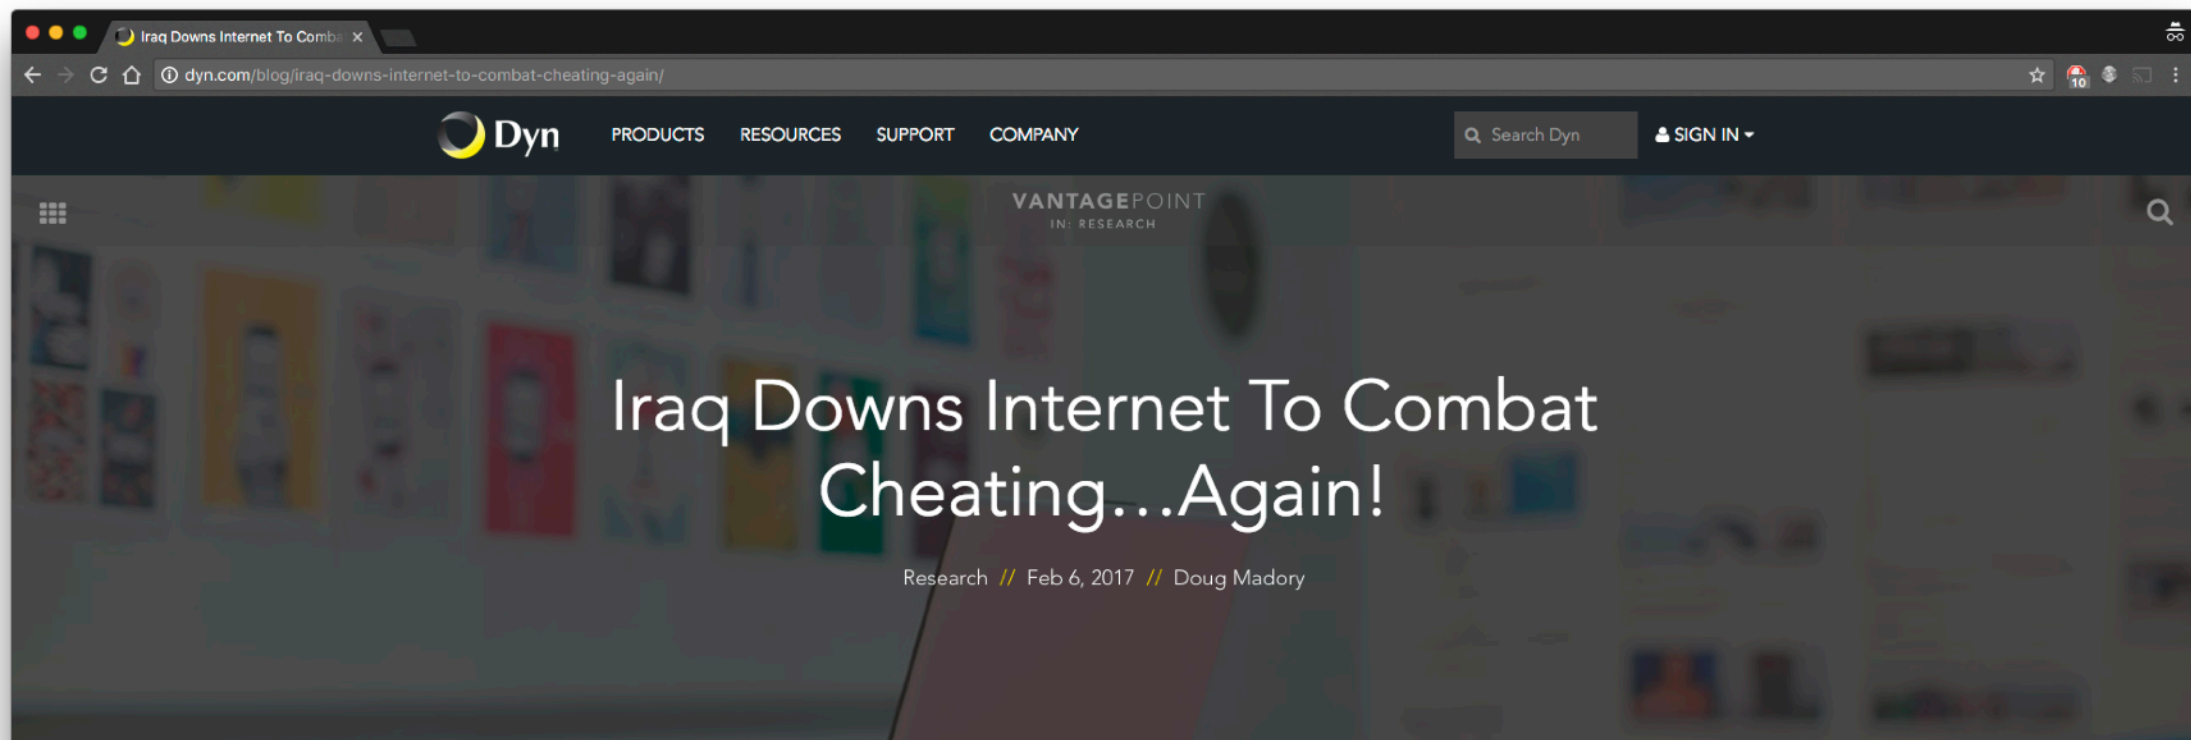 Iraq Downs Internet To Comba
dyn.com/blog/iraq-downs-internet-to-combat-cheating-again/
10
Dyn PRODUCTS RESOURCES SUPPORT COMPANY Search Dyn SIGN IN
VANTAGEPOINT
IN: RESEARCH
Iraq Downs Internet To Combat
Cheating...Again!
Research // Feb 6, 2017 // Doug Madory